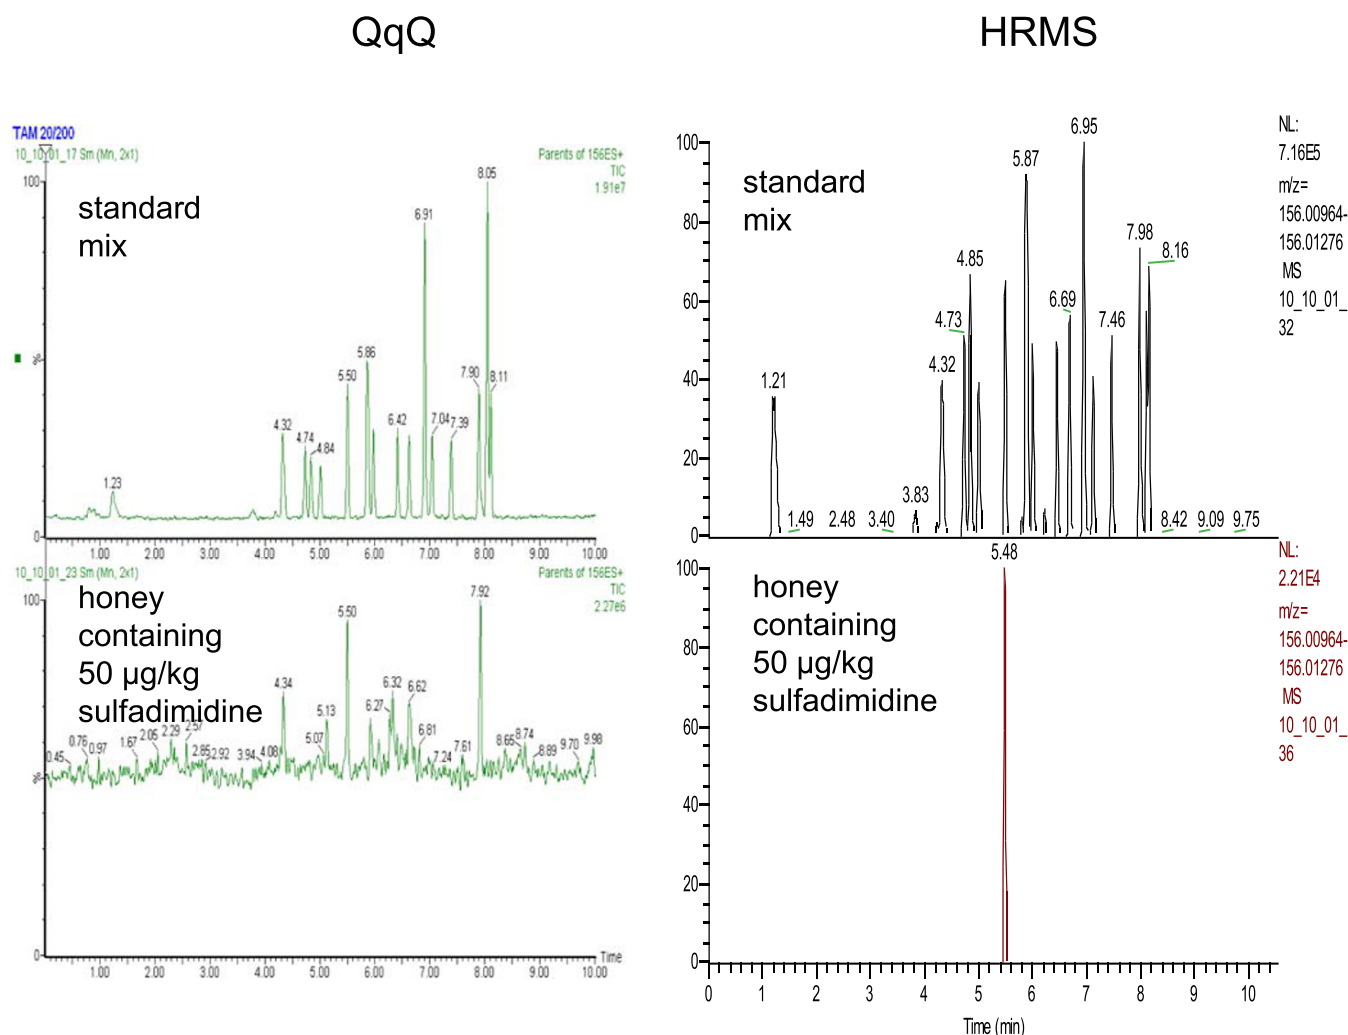 QqQ
HRMS
TAM 20/200
10_10_01_17 Sm (Mn, 2x1)
Parents of 156ES+
TIC
1.91e7
100
0
standard
mix
1.23
4.32
4.74
4.84
5.50
5.86
6.42
6.91
7.04
7.39
7.90
8.05
8.11
1.00 2.00 3.00 4.00 5.00 6.00 7.00 8.00 9.00 10.00
10_10_01_23 Sm (Mn, 2x1)
Parents of 156ES+
TIC
2.27e6
100
0
honey
containing
50 µg/kg
sulfadimidine
0.45
0.76
0.97
1.67
2.05
2.29
2.57
2.85
2.92
3.94
4.08
4.34
5.07
5.13
5.50
6.27
6.32
6.62
6.81
7.24
7.61
7.92
8.65
8.74
8.89
9.70
9.98
1.00 2.00 3.00 4.00 5.00 6.00 7.00 8.00 9.00 10.00
Time
100
80
60
40
20
0
standard
mix
1.21
1.49
2.48
3.40
3.83
4.32
4.73
4.85
5.87
6.69
6.95
7.46
7.98
8.16
8.42
9.09
9.75
NL:
7.16E5
m/z=
156.00964-
156.01276
MS
10_10_01_
32
100
80
60
40
20
0
5.48
honey
containing
50 µg/kg
sulfadimidine
NL:
2.21E4
m/z=
156.00964-
156.01276
MS
10_10_01_
36
0 1 2 3 4 5 6 7 8 9 10
Time (min)